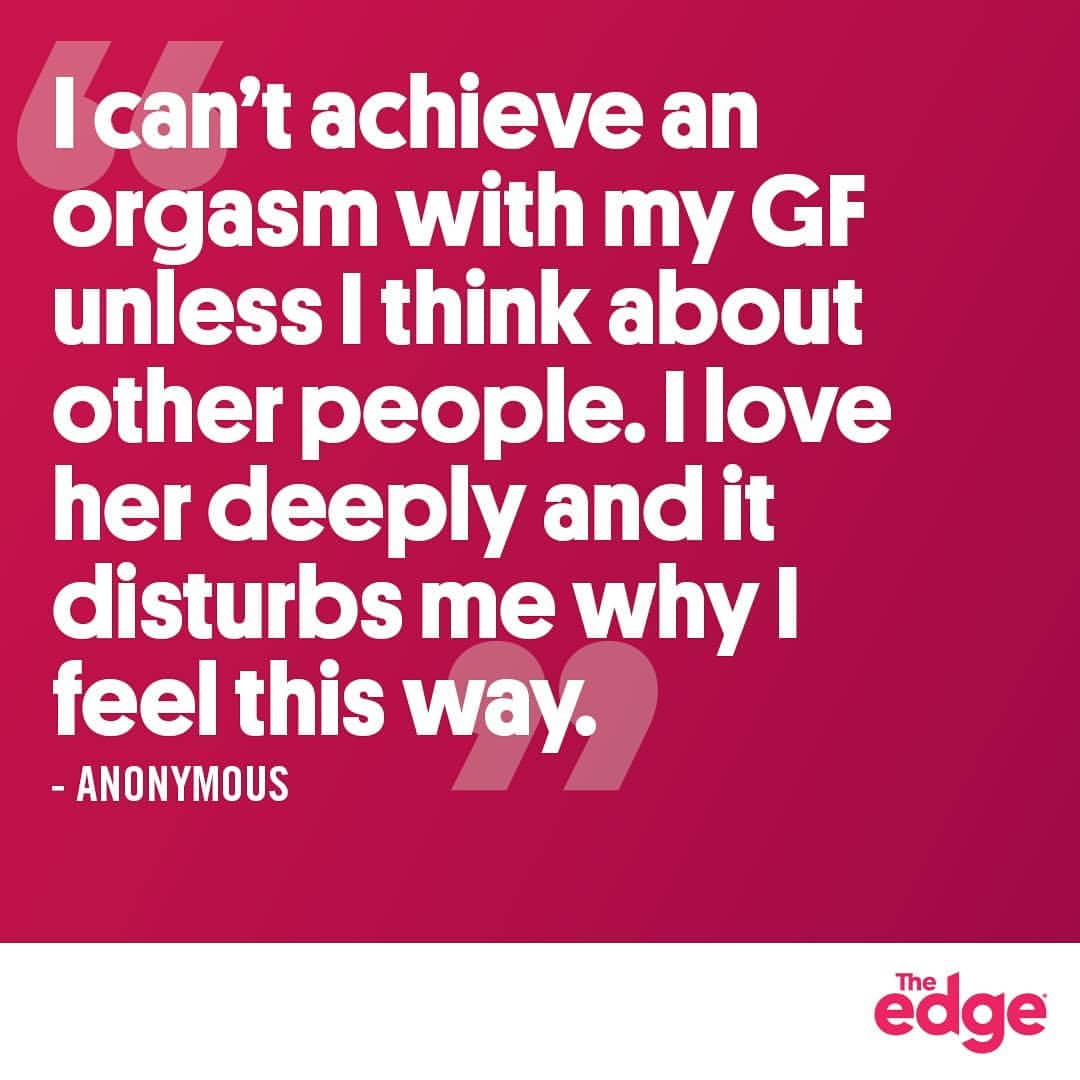 I can’t achieve an
orgasm with my GF
unless I think about
other people. I love
her deeply and it
disturbs me why I
feel this way.
- ANONYMOUS
The
edge